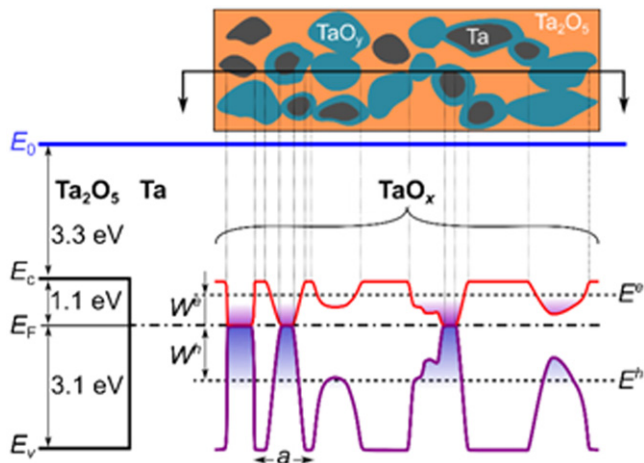 TaOy Ta Ta2O5
E0
Ta2O5 Ta TaOx
3.3 eV
Ec
1.1 eV We Ee
EF
Wh
3.1 eV Eh
Ev a